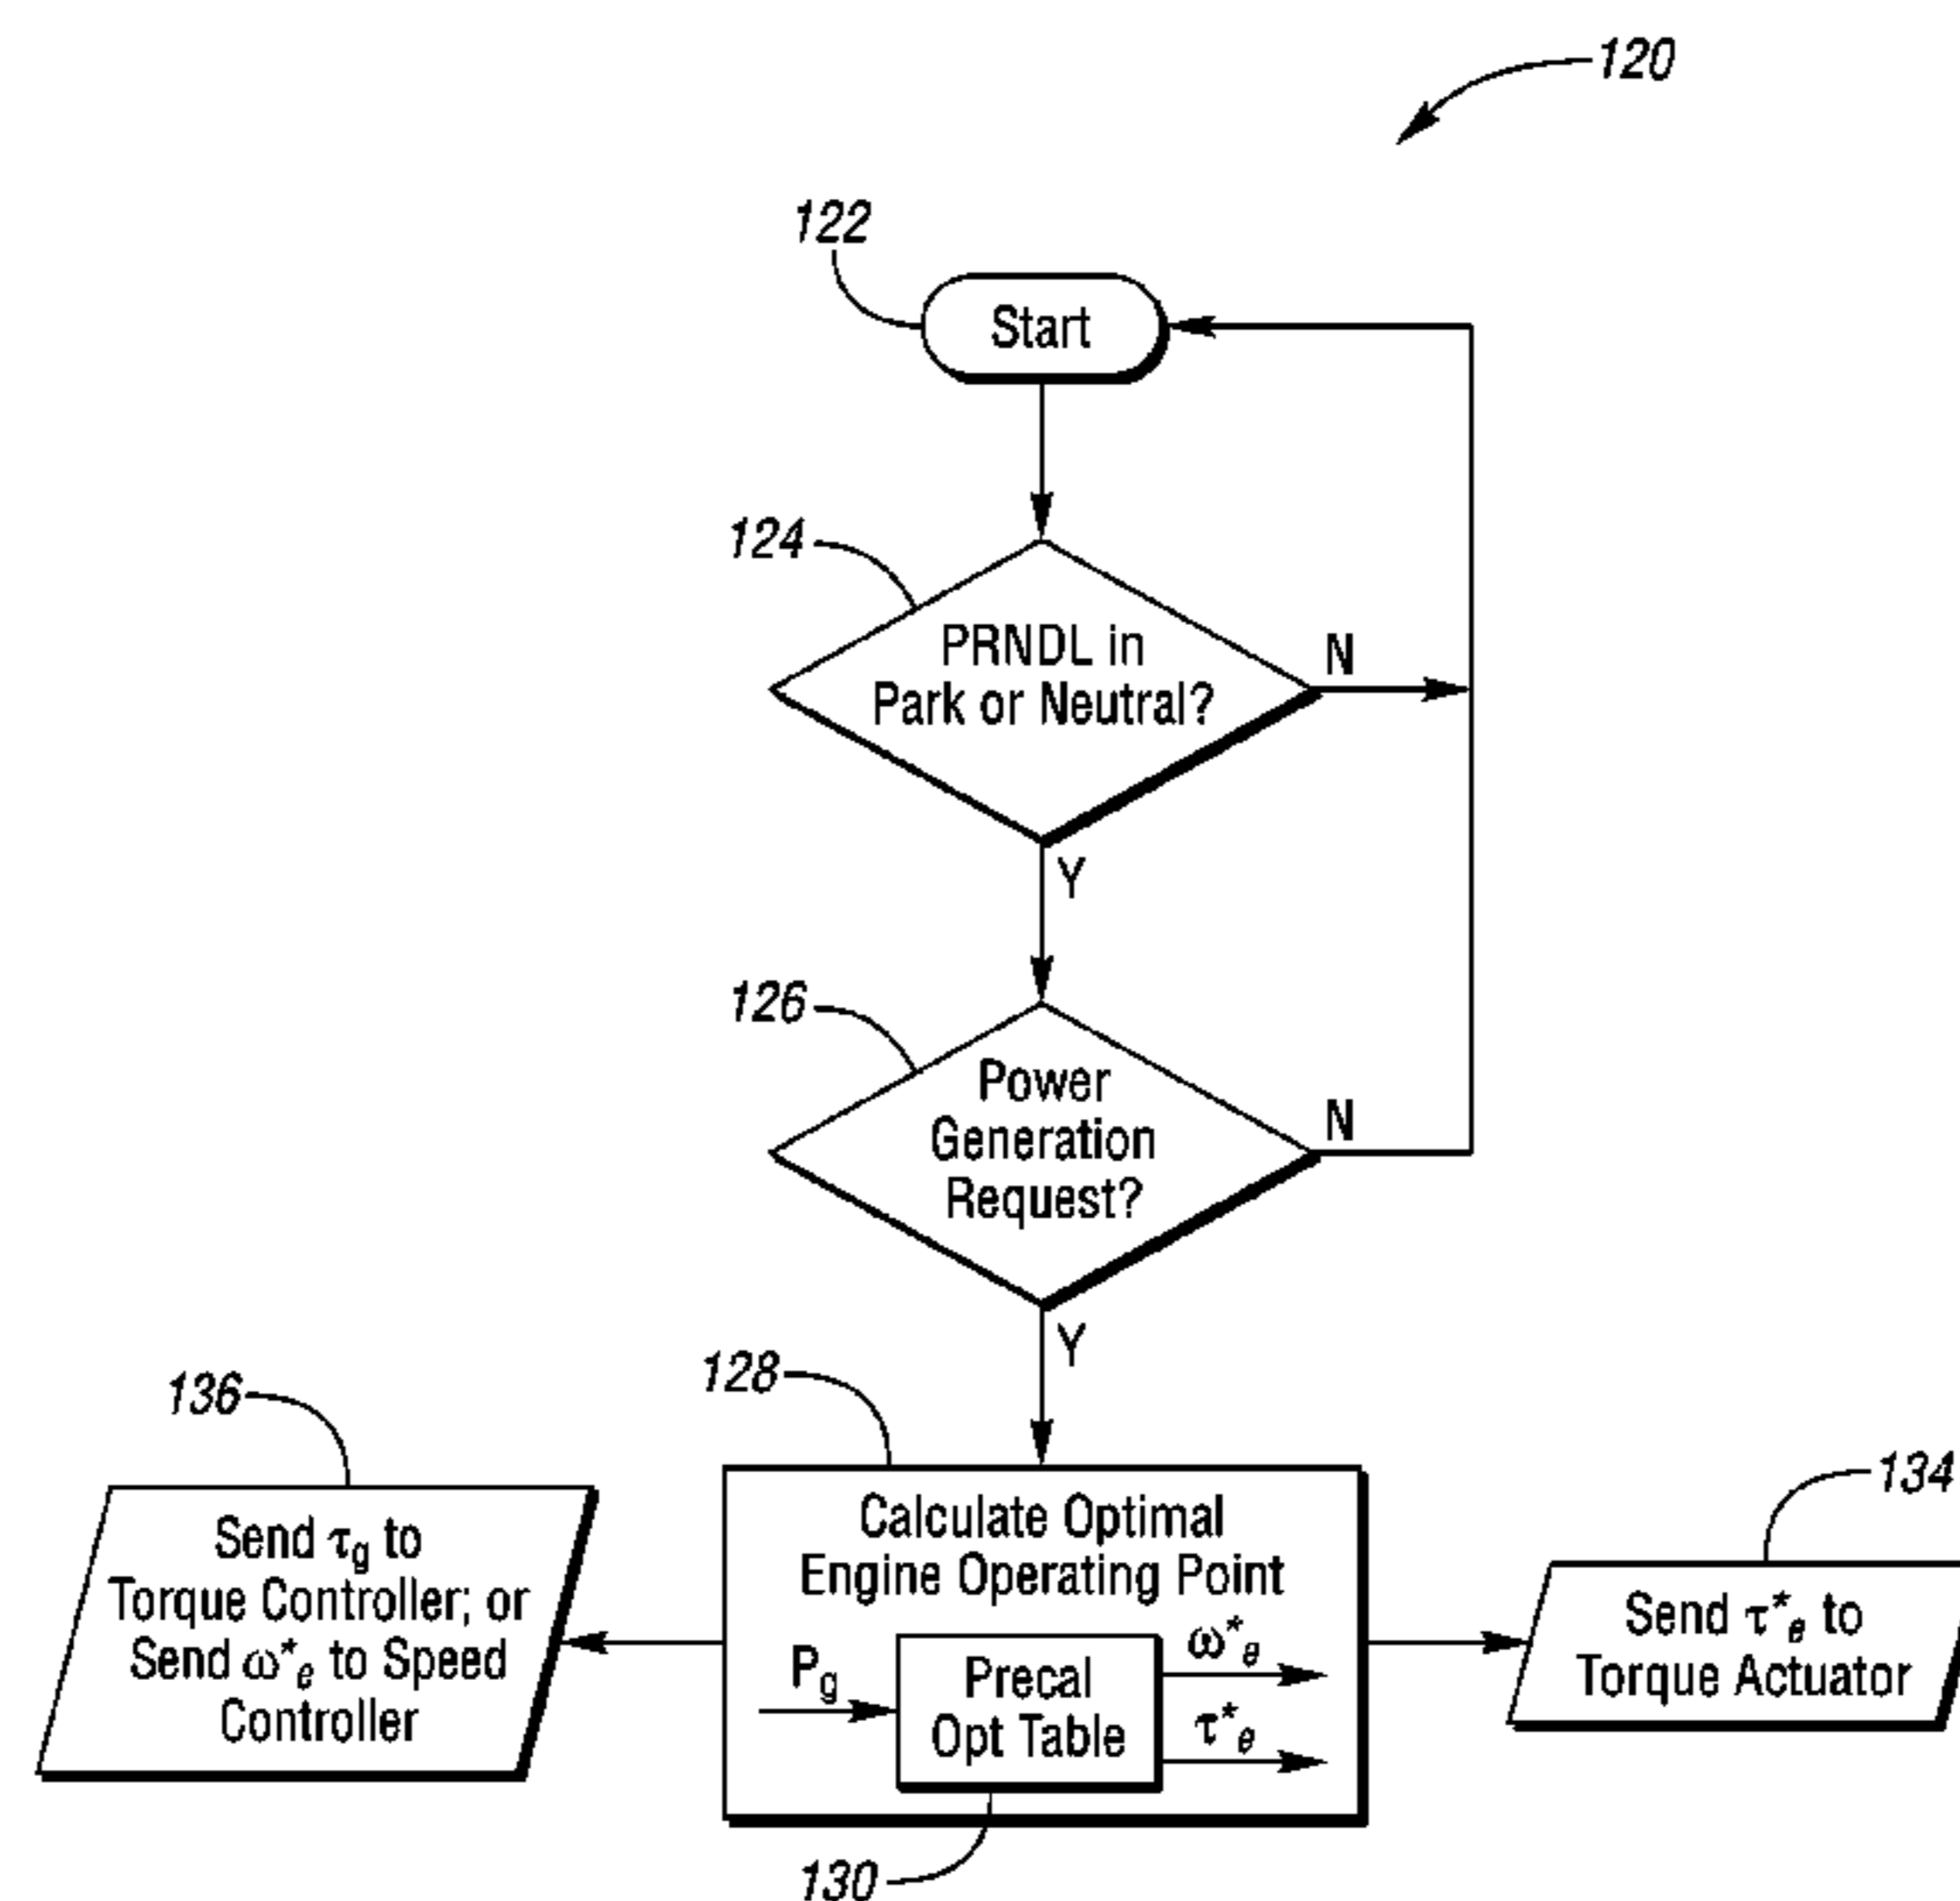 120
122
Start
124
PRNDL in
Park or Neutral?
N
Y
126
Power
Generation
Request?
N
Y
128
136
134
Send τg to
Torque Controller; or
Send ω*e to Speed
Controller
Calculate Optimal
Engine Operating Point
Pg
Precal
Opt Table
ω*e
τ*e
130
Send τ*e to
Torque Actuator